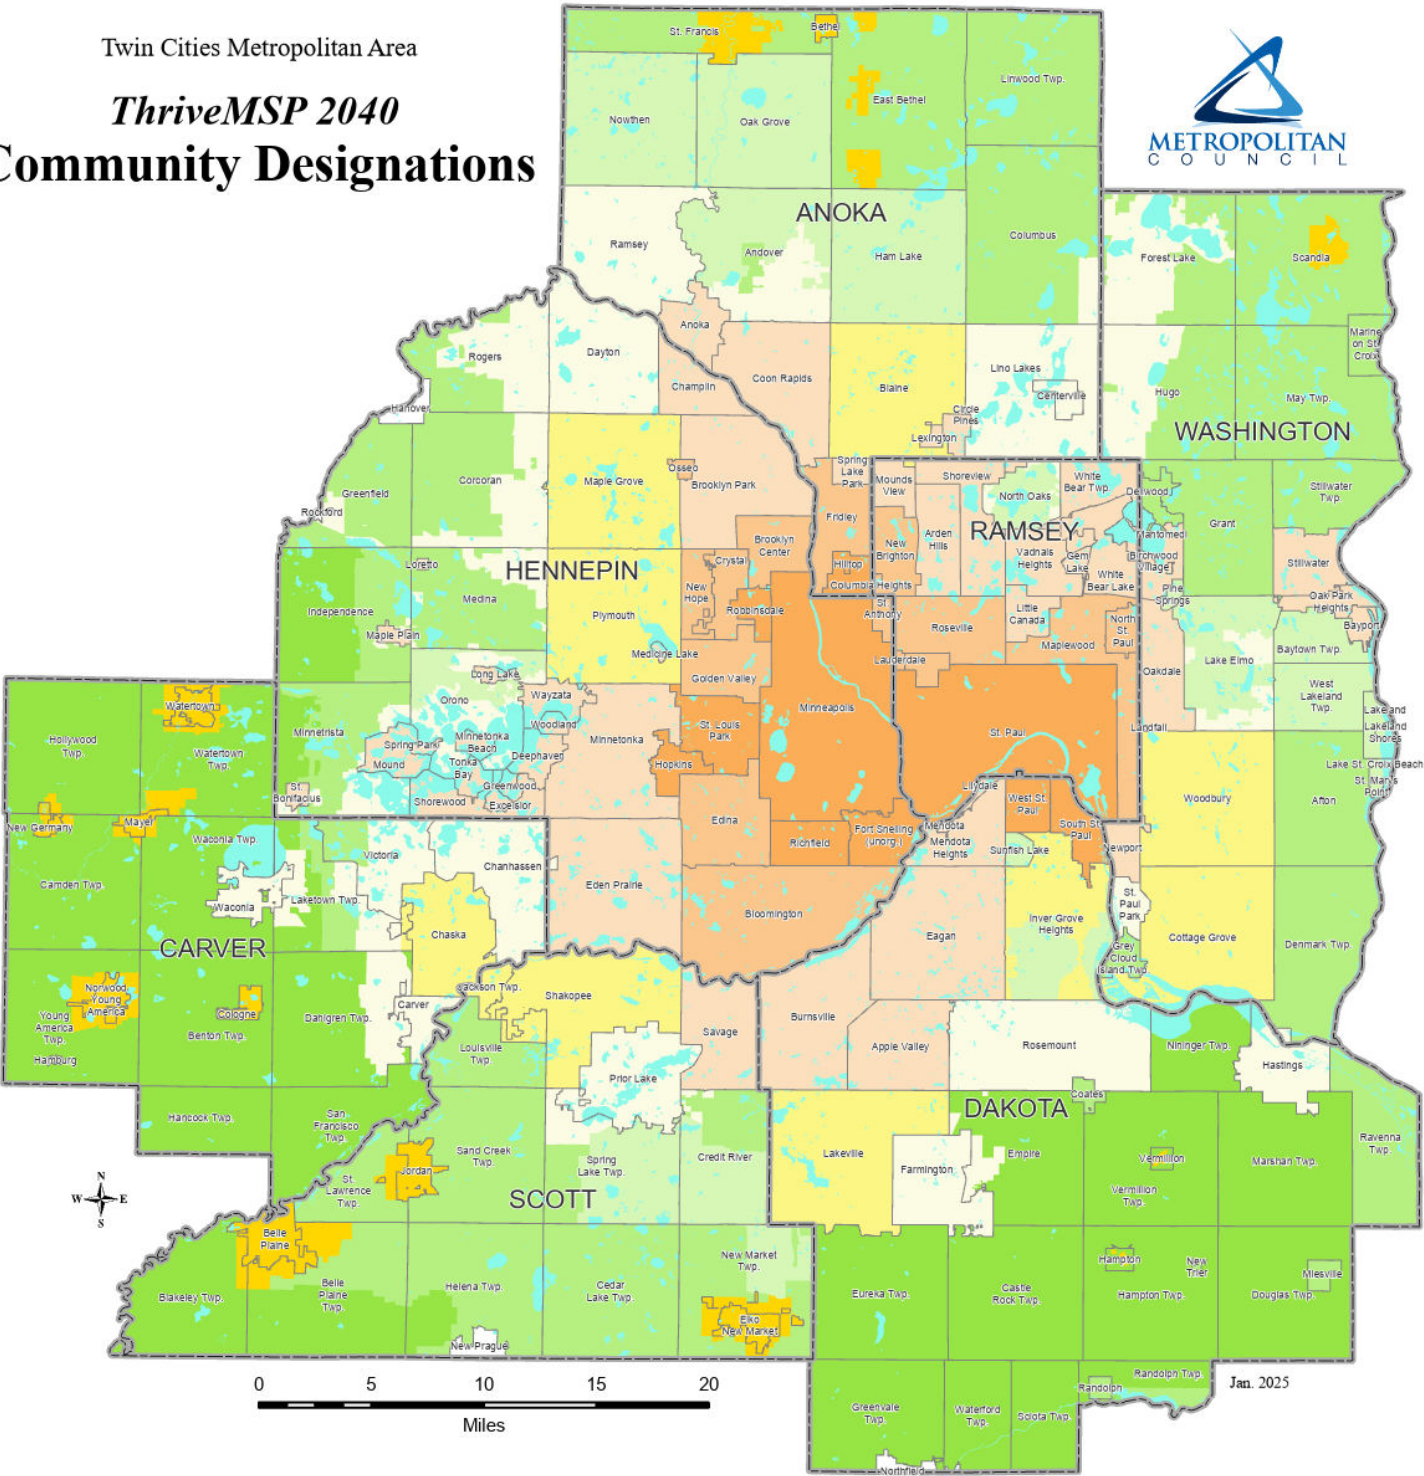 Twin Cities Metropolitan Area
ThriveMSP 2040
Community Designations
METROPOLITAN
COUNCIL
St. Francis
Bethel
Linwood Twp.
East Bethel
Nowthen
Oak Grove
ANOKA
Ramsey
Andover
Ham Lake
Columbus
Forest Lake
Scandia
Anoka
Marine
on St.
Croix
Rogers
Dayton
Champlin
Coon Rapids
Blaine
Lino Lakes
Centerville
Hugo
May Twp.
Hanover
Circle
Pines
Lexington
WASHINGTON
Greenfield
Corcoran
Maple Grove
Osseo
Brooklyn Park
Spring
Lake
Park
Mounds
View
Shoreview
North Oaks
White
Bear Twp.
Dellwood
Stillwater
Twp.
Rockford
Fridley
RAMSEY
Grant
Brooklyn
Center
New
Brighton
Arden
Hills
Vadnais
Heights
Gem
Lake
White
Bear Lake
Mahtomedi
Birchwood
Village
Stillwater
Loretto
HENNEPIN
Crystal
Hilltop
Columbia Heights
New
Hope
Robbinsdale
Pine
Springs
Oak Park
Heights
Bayport
Independence
Medina
Plymouth
St
Anthony
Roseville
Little
Canada
North
St.
Paul
Maplewood
Maple Plain
Medicine Lake
Lauderdale
Oakdale
Lake Elmo
Baytown Twp.
Long Lake
Golden Valley
West
Lakeland
Twp.
Orono
Wayzata
Woodland
Minneapolis
Lakeland
Lakeland
Shores
Watertown
Minnetrista
Spring Park
Minnetonka
Beach
Minnetonka
St. Louis
Park
St. Paul
Landfall
Hollywood
Twp.
Watertown
Twp.
Mound
Tonka
Bay
Deephaven
Hopkins
Lake St. Croix Beach
St. Mary's
Point
St.
Bonifacius
Greenwood
Shorewood
Excelsior
Lilydale
West St.
Paul
Woodbury
Afton
New Germany
Mayer
Waconia Twp.
Edina
Richfield
Fort Snelling
(unorg.)
Mendota
Mendota
Heights
Sunfish Lake
South St.
Paul
Newport
Victoria
Chanhassen
Camden Twp.
Waconia
Laketown Twp.
Eden Prairie
Bloomington
St.
Paul
Park
CARVER
Chaska
Eagan
Inver Grove
Heights
Grey
Cloud
Island Twp.
Cottage Grove
Denmark Twp.
Norwood
Young
America
Jackson Twp.
Shakopee
Young
America
Twp.
Cologne
Dahlgren Twp.
Carver
Burnsville
Savage
Benton Twp.
Louisville
Twp.
Apple Valley
Rosemount
Nininger Twp.
Hastings
Hamburg
Prior Lake
Hancock Twp.
San
Francisco
Twp.
DAKOTA
Coates
Ravenna
Twp.
Sand Creek
Twp.
Spring
Lake Twp.
Credit River
Lakeville
Farmington
Empire
Vermillion
Marshan Twp.
Jordan
St.
Lawrence
Twp.
SCOTT
Vermillion
Twp.
N
W
E
S
Belle
Plaine
New Market
Twp.
Hampton
New
Trier
Miesville
Blakeley Twp.
Belle
Plaine
Twp.
Helena Twp.
Cedar
Lake Twp.
Eureka Twp.
Castle
Rock Twp.
Hampton Twp.
Douglas Twp.
Elko
New Market
New Prague
0 5 10 15 20
Miles
Randolph Twp.
Randolph
Jan. 2025
Greenvale
Twp.
Waterford
Twp.
Sciota Twp.
Northfield